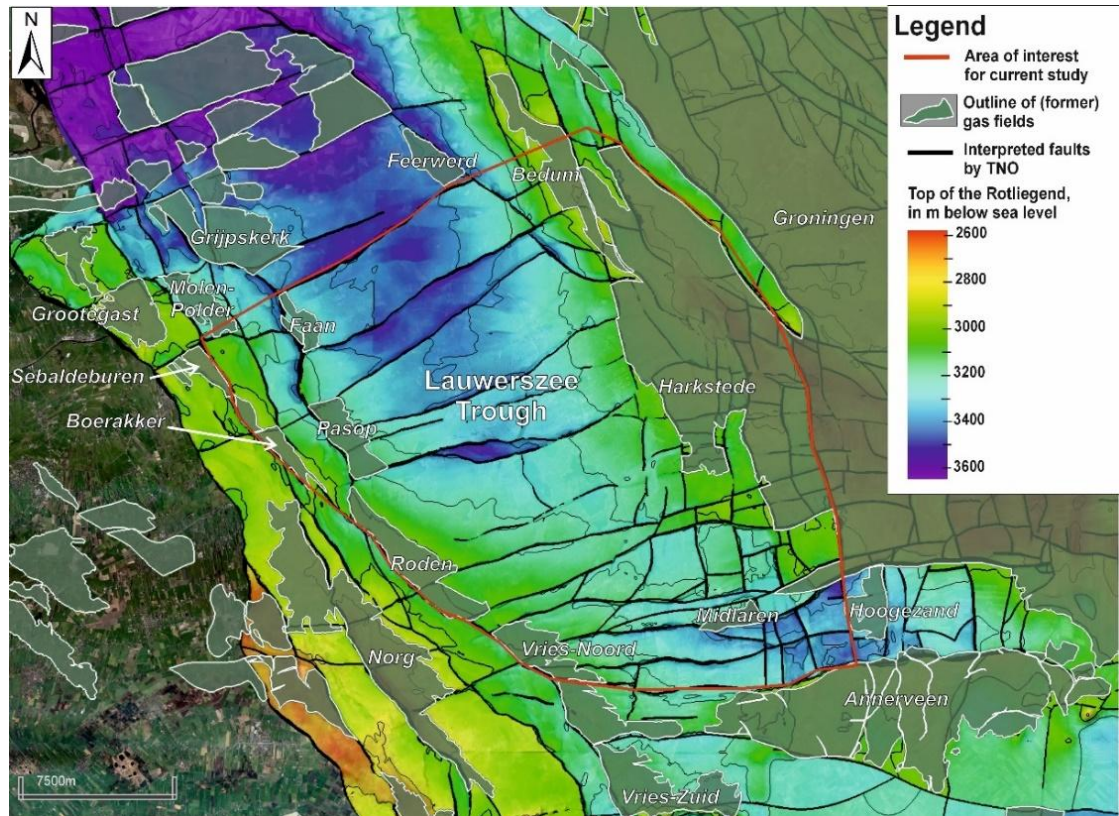 N
Legend
Area of interest
for current study
Outline of (former)
gas fields
Interpreted faults
by TNO
Top of the Rotliegend,
in m below sea level
2600
2800
3000
3200
3400
3600
Feerwerd
Bedum
Groningen
Grijpskerk
Molen-
Polder
Grootegast
Faan
Sebaldeburen
Lauwerszee
Trough
Harkstede
Boerakker
Pasop
Roden
Midlaren
Hoogezand
Vries-Noord
Norg
Annerveen
7500m
Vries-Zuid